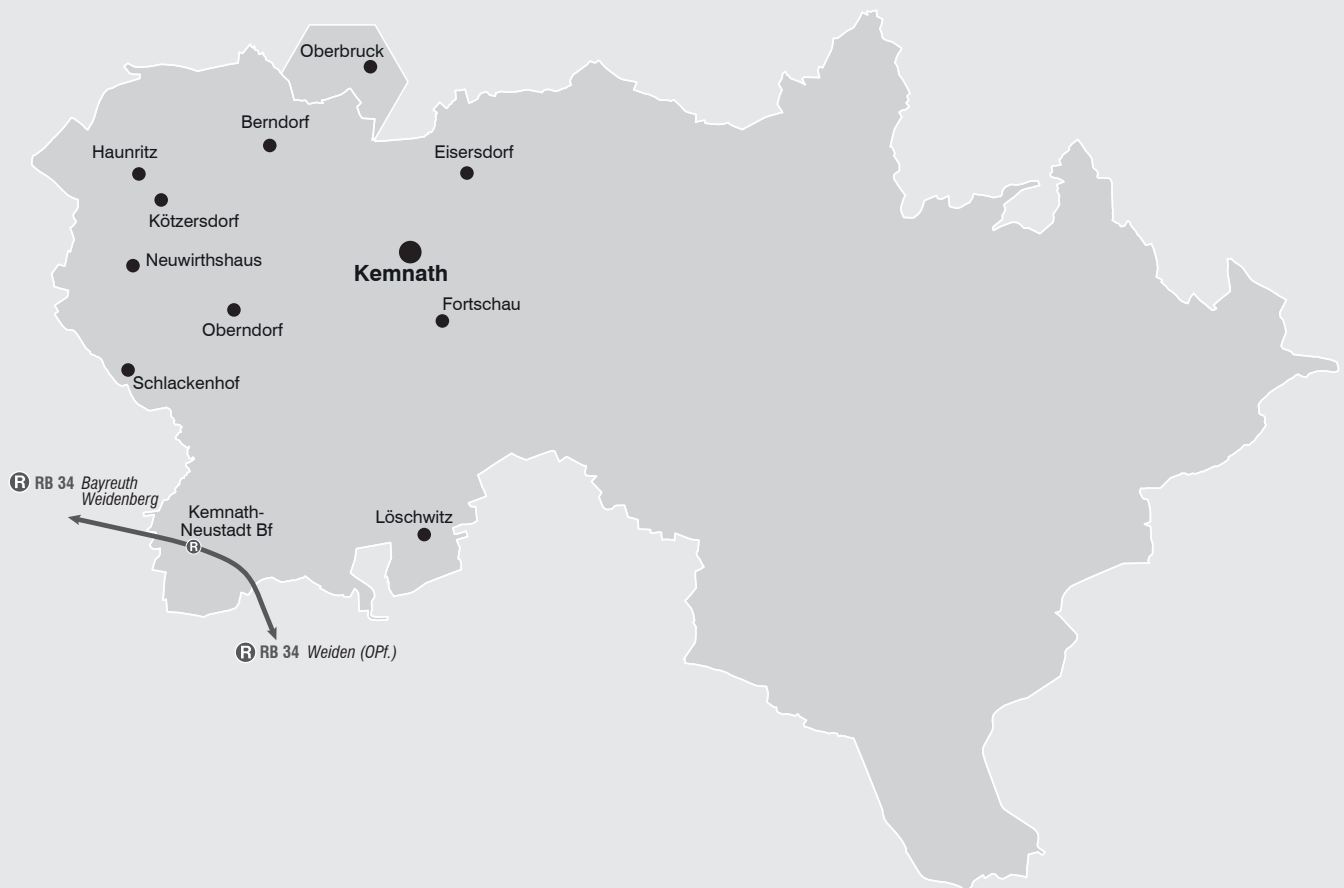 Oberbruck
Berndorf
Haunritz
Eisersdorf
Kötzersdorf
Neuwirthshaus
Kemnath
Fortschau
Oberndorf
Schlackenhof
R RB 34 Bayreuth
Weidenberg
Kemnath-
Neustadt Bf
R
Löschwitz
R RB 34 Weiden (OPf.)